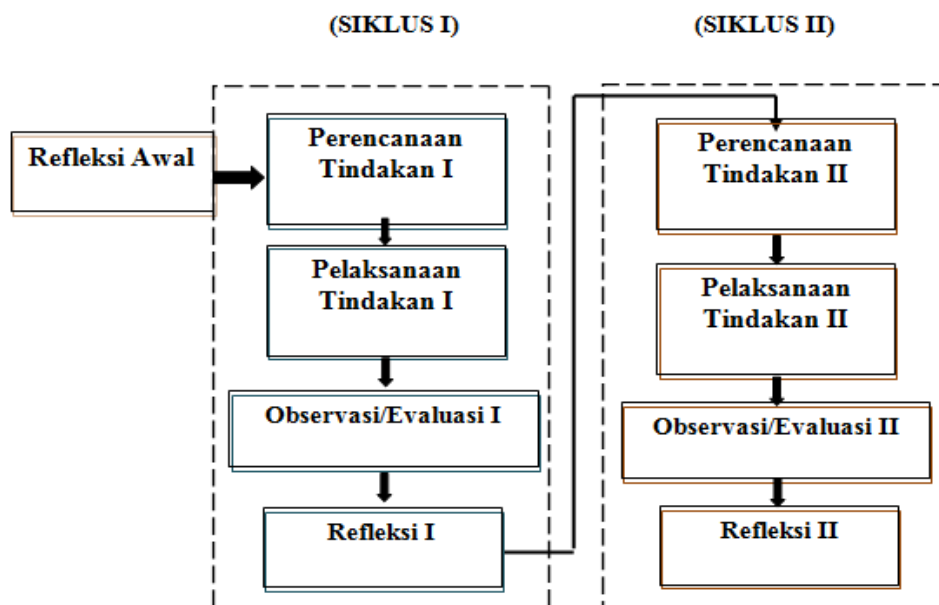 (SIKLUS I)
(SIKLUS II)
Refleksi Awal
Perencanaan
Tindakan I
Pelaksanaan
Tindakan I
Observasi/Evaluasi I
Refleksi I
Perencanaan
Tindakan II
Pelaksanaan
Tindakan II
Observasi/Evaluasi II
Refleksi II